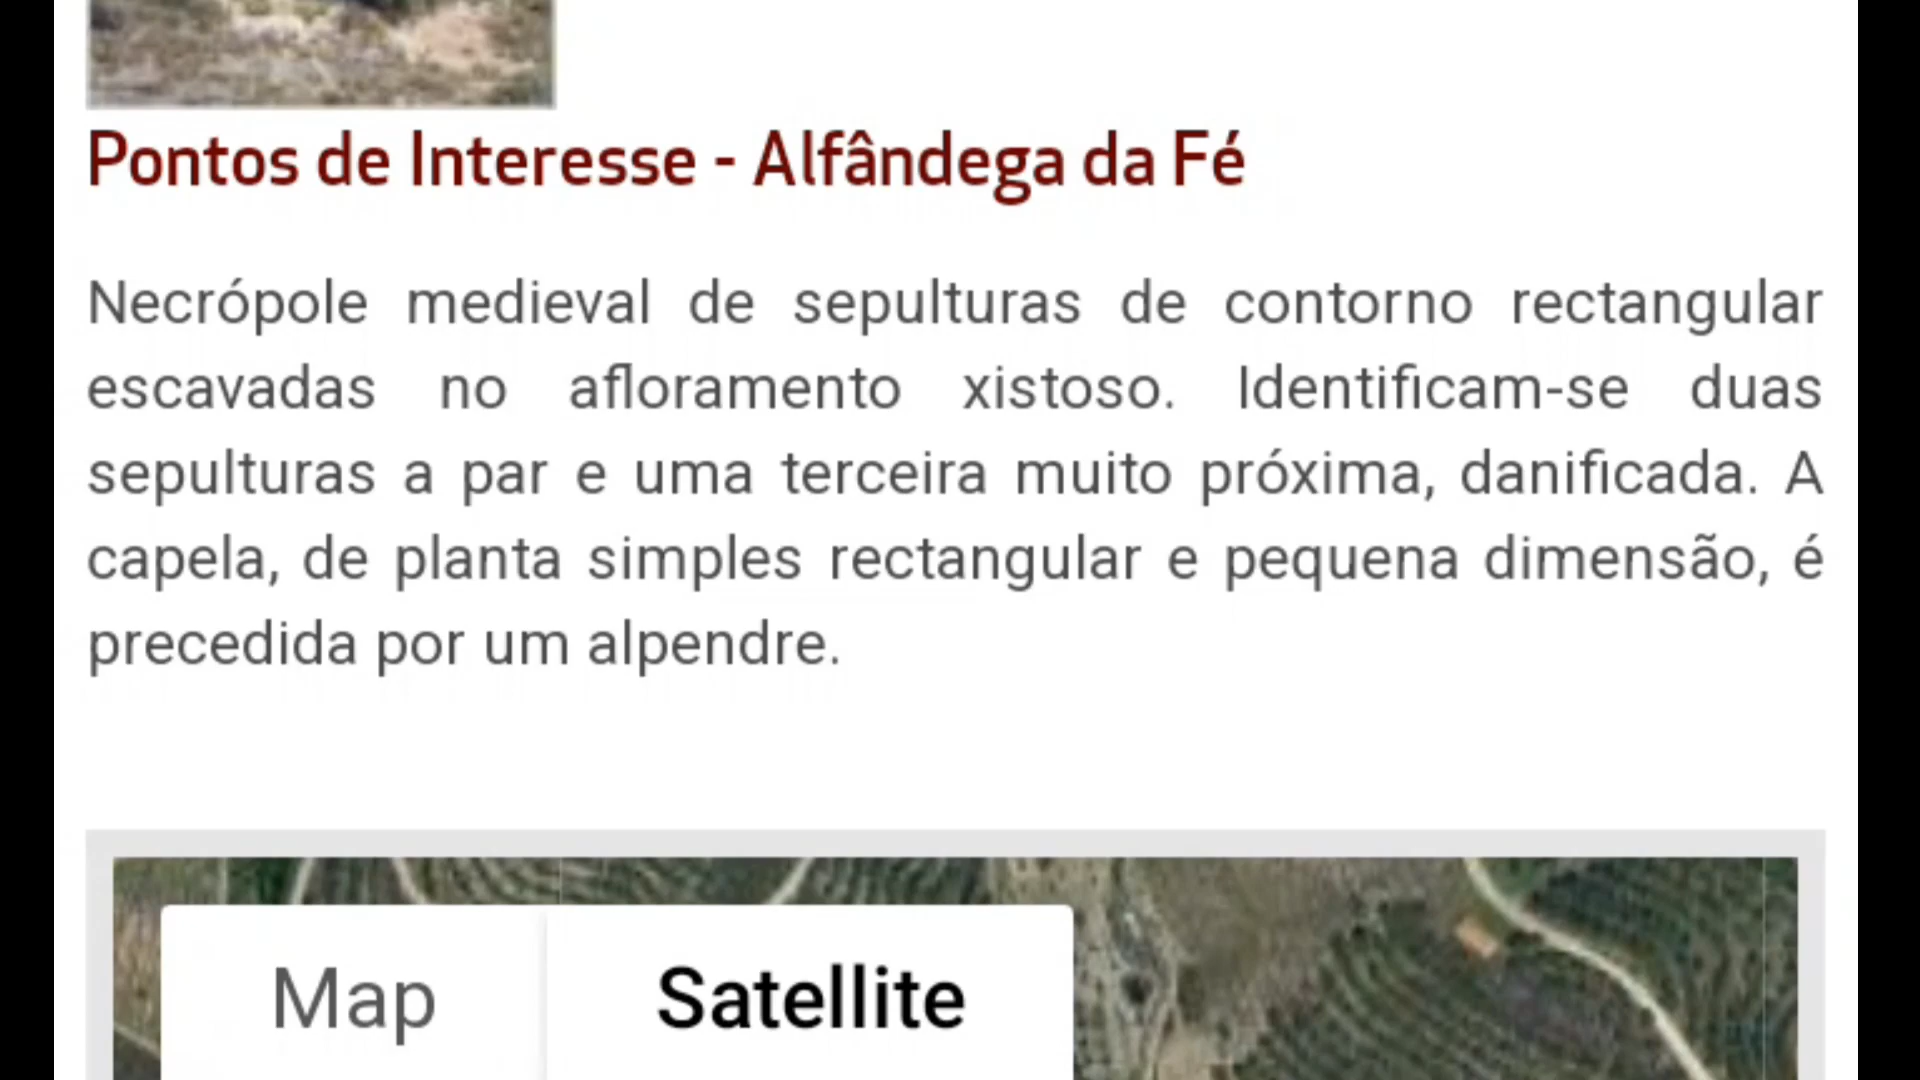 Pontos de Interesse - Alfândega da Fé
Necrópole medieval de sepulturas de contorno rectangular
escavadas no afloramento xistoso. Identificam-se duas
sepulturas a par e uma terceira muito próxima, danificada. A
capela, de planta simples rectangular e pequena dimensão, é
precedida por um alpendre.
Map
Satellite